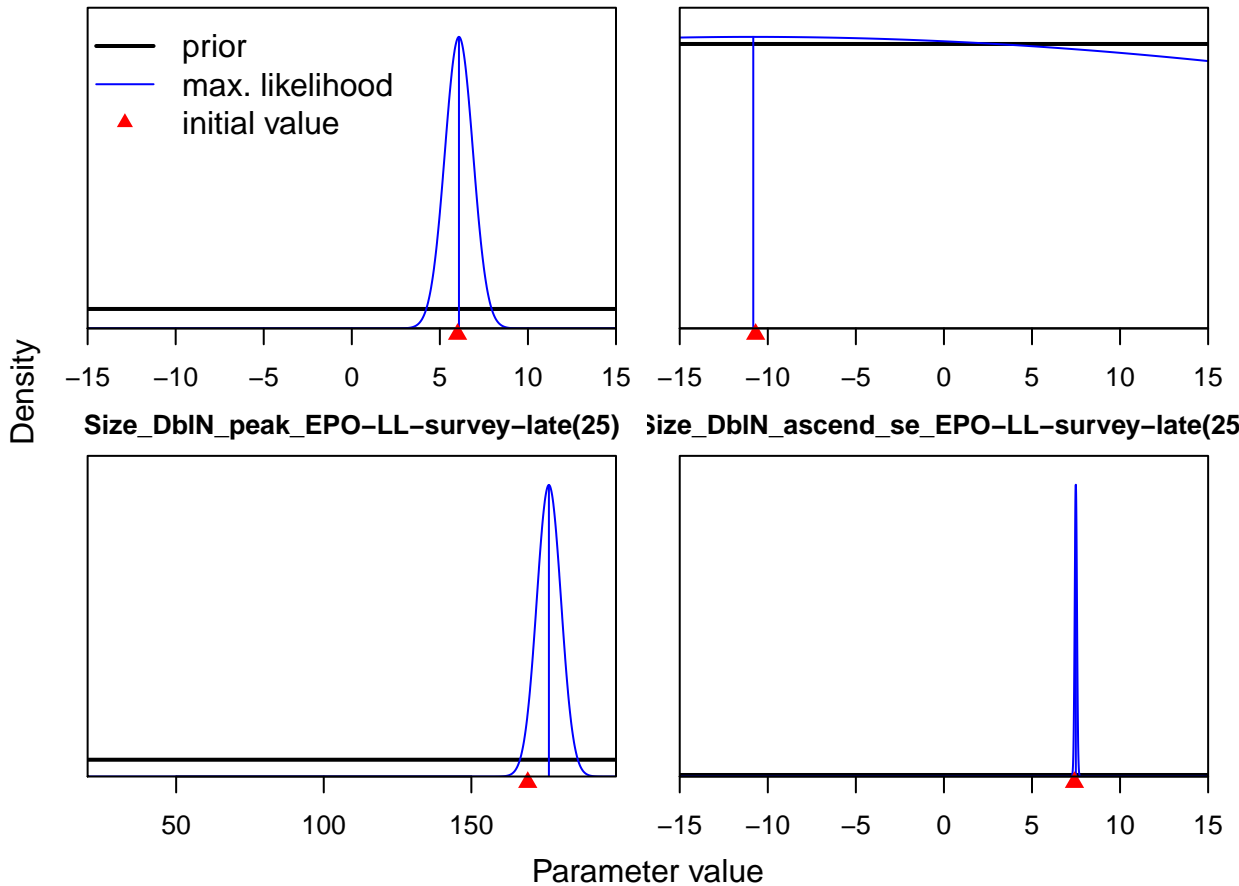 prior
max. likelihood
initial value
−15 −10 −5 0 5 10 15
−15 −10 −5 0 5 10 15
Density
Size_DblN_peak_EPO−LL−survey−late(25)
Size_DblN_ascend_se_EPO−LL−survey−late(25
50 100 150
−15 −10 −5 0 5 10 15
Parameter value